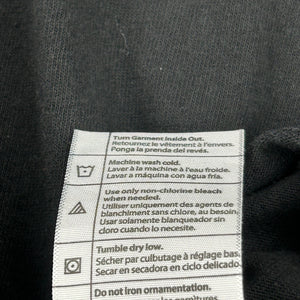 Turn Garment Inside Out.
Retournez le vêtement à l'envers.
Ponga la prenda del revés.
Machine wash cold.
Laver à la machine à l'eau froide.
Lavar a máquina con agua fría.
Use only non-chlorine bleach
when needed.
Utiliser uniquement des agents de
blanchiment sans chlore, au besoin.
Usar solamente blanqueador sin
cloro cuando lo necesite.
Tumble dry low.
Sécher par culbutage à réglage bas.
Secar en secadora en ciclo delicado.
Do not iron ornamentation.